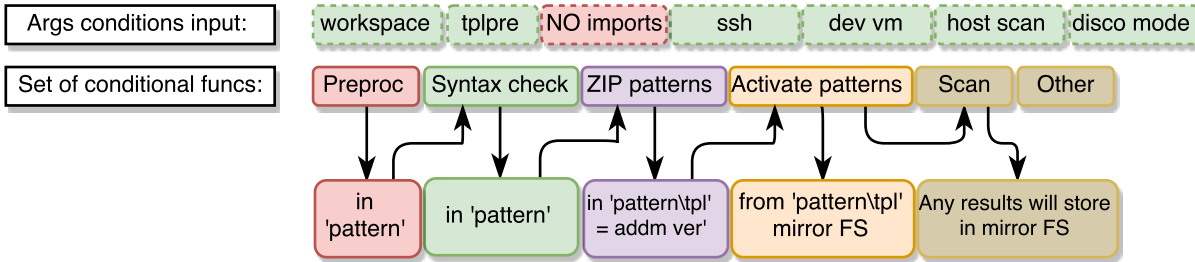 Args conditions input:
workspace
tplpre
NO imports
ssh
dev vm
host scan
disco mode
Set of conditional funcs:
Preproc
Syntax check
ZIP patterns
Activate patterns
Scan
Other
in
'pattern'
in 'pattern'
in 'pattern\tpl'
= addm ver'
from 'pattern\tpl'
mirror FS
Any results will store
in mirror FS